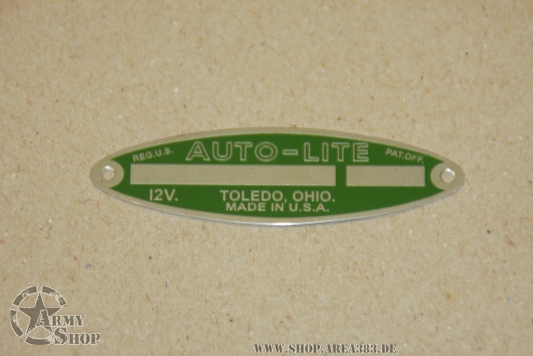 REG.U.S. AUTO-LITE PAT.OFF.
12V. TOLEDO, OHIO.
MADE IN U.S.A.
ARMY
SHOP
WWW.SHOP.AREA383.DE